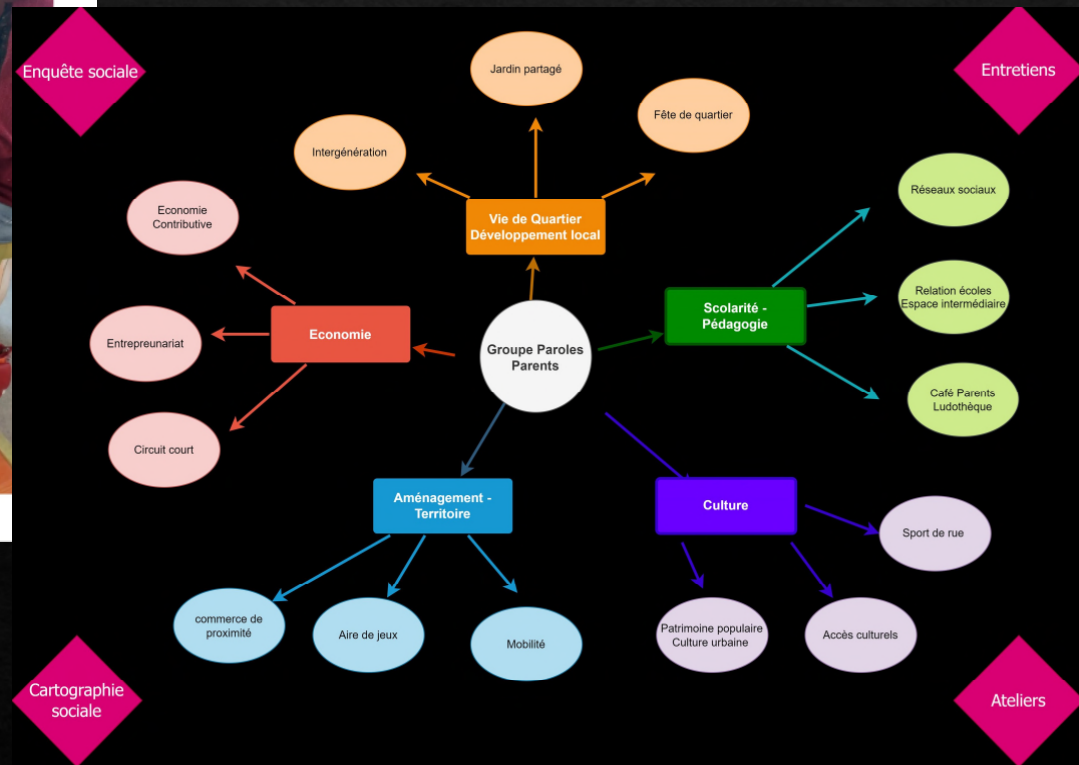 Enquête sociale
Entretiens
Jardin partagé
Fête de quartier
Intergénération
Vie de Quartier
Développement local
Réseaux sociaux
Economie
Contributive
Relation écoles
Espace intermédiaire
Scolarité -
Pédagogie
Entrepreunariat
Economie
Groupe Paroles
Parents
Café Parents
Ludothèque
Circuit court
Aménagement -
Territoire
Culture
Sport de rue
commerce de
proximité
Aire de jeux
Mobilité
Patrimoine populaire
Culture urbaine
Accès culturels
Cartographie
sociale
Ateliers